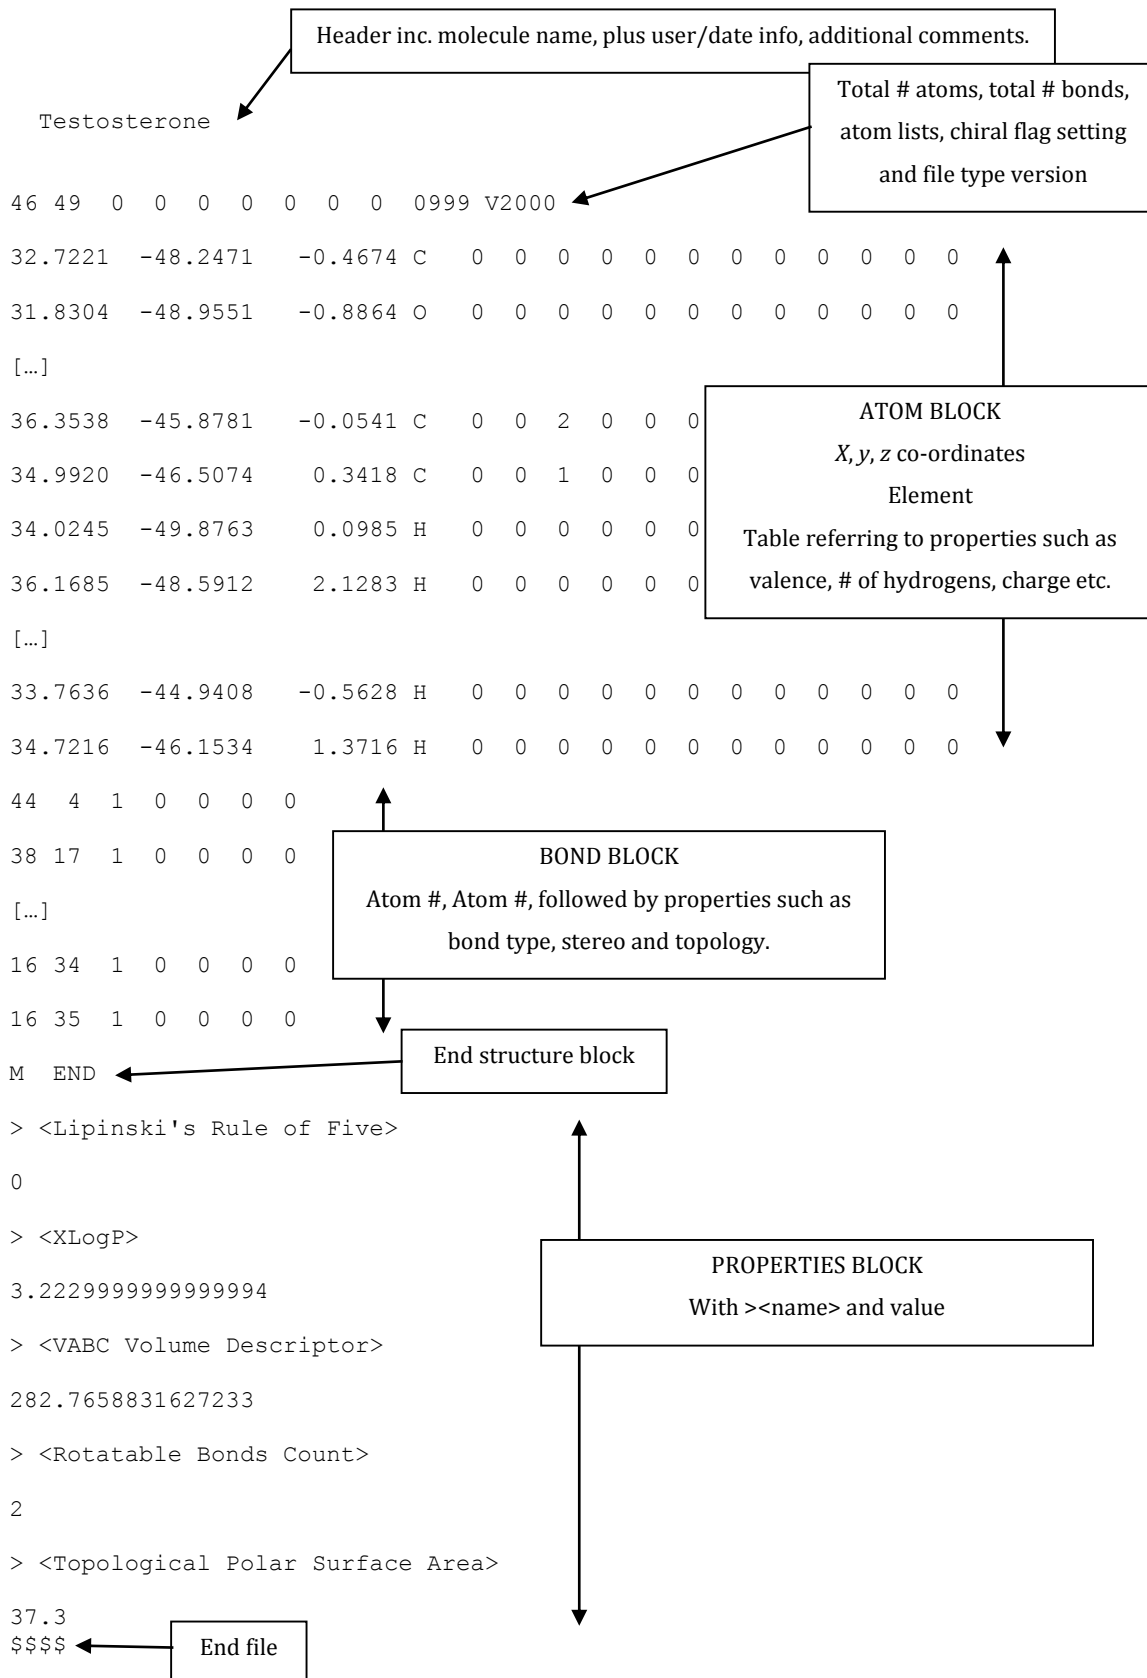 Header inc. molecule name, plus user/date info, additional comments.
Total # atoms, total # bonds,
atom lists, chiral flag setting
and file type version
Testosterone
46 49 0 0 0 0 0 0 0 0999 V2000
32.7221 -48.2471 -0.4674 C 0 0 0 0 0 0 0 0 0 0 0 0
31.8304 -48.9551 -0.8864 O 0 0 0 0 0 0 0 0 0 0 0 0
[…]
36.3538 -45.8781 -0.0541 C 0 0 2 0 0 0
34.9920 -46.5074 0.3418 C 0 0 1 0 0 0
34.0245 -49.8763 0.0985 H 0 0 0 0 0 0
36.1685 -48.5912 2.1283 H 0 0 0 0 0 0
ATOM BLOCK
X, y, z co-ordinates
Element
Table referring to properties such as
valence, # of hydrogens, charge etc.
[…]
33.7636 -44.9408 -0.5628 H 0 0 0 0 0 0 0 0 0 0 0 0
34.7216 -46.1534 1.3716 H 0 0 0 0 0 0 0 0 0 0 0 0
44 4 1 0 0 0 0
38 17 1 0 0 0 0
[…]
16 34 1 0 0 0 0
16 35 1 0 0 0 0
BOND BLOCK
Atom #, Atom #, followed by properties such as
bond type, stereo and topology.
M END
End structure block
> <Lipinski's Rule of Five>
0
> <XLogP>
3.2229999999999994
> <VABC Volume Descriptor>
282.7658831627233
> <Rotatable Bonds Count>
2
> <Topological Polar Surface Area>
37.3
PROPERTIES BLOCK
With ><name> and value
$$$$
End file